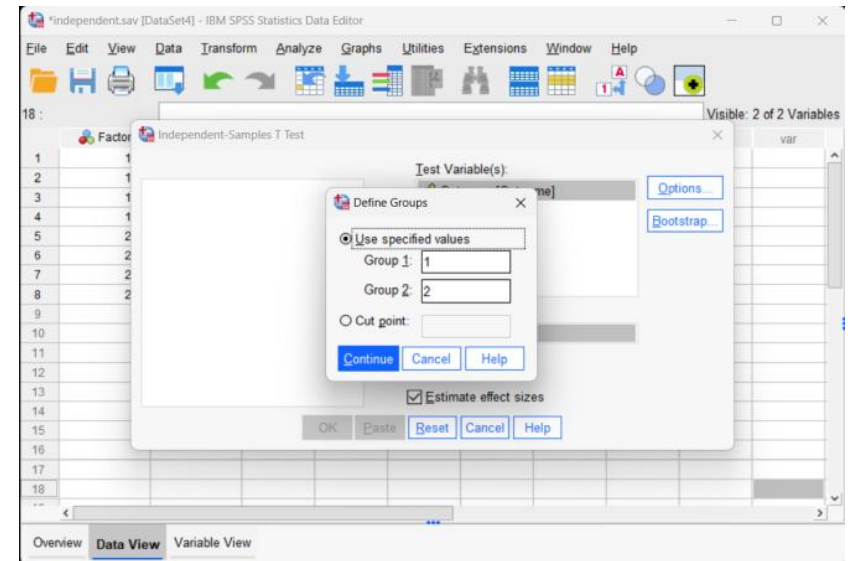 *independent.sav [DataSet4] - IBM SPSS Statistics Data Editor
File Edit View Data Transform Analyze Graphs Utilities Extensions Window Help
18 :
Visible: 2 of 2 Variables
Factor
var
Independent-Samples T Test
Test Variable(s):
Options...
Bootstrap...
Define Groups
Use specified values
Group 1: 1
Group 2: 2
Cut point:
Continue Cancel Help
Estimate effect sizes
OK Paste Reset Cancel Help
1 1
2 1
3 1
4 1
5 2
6 2
7 2
8 2
9
10
11
12
13
14
15
16
17
18
Overview Data View Variable View